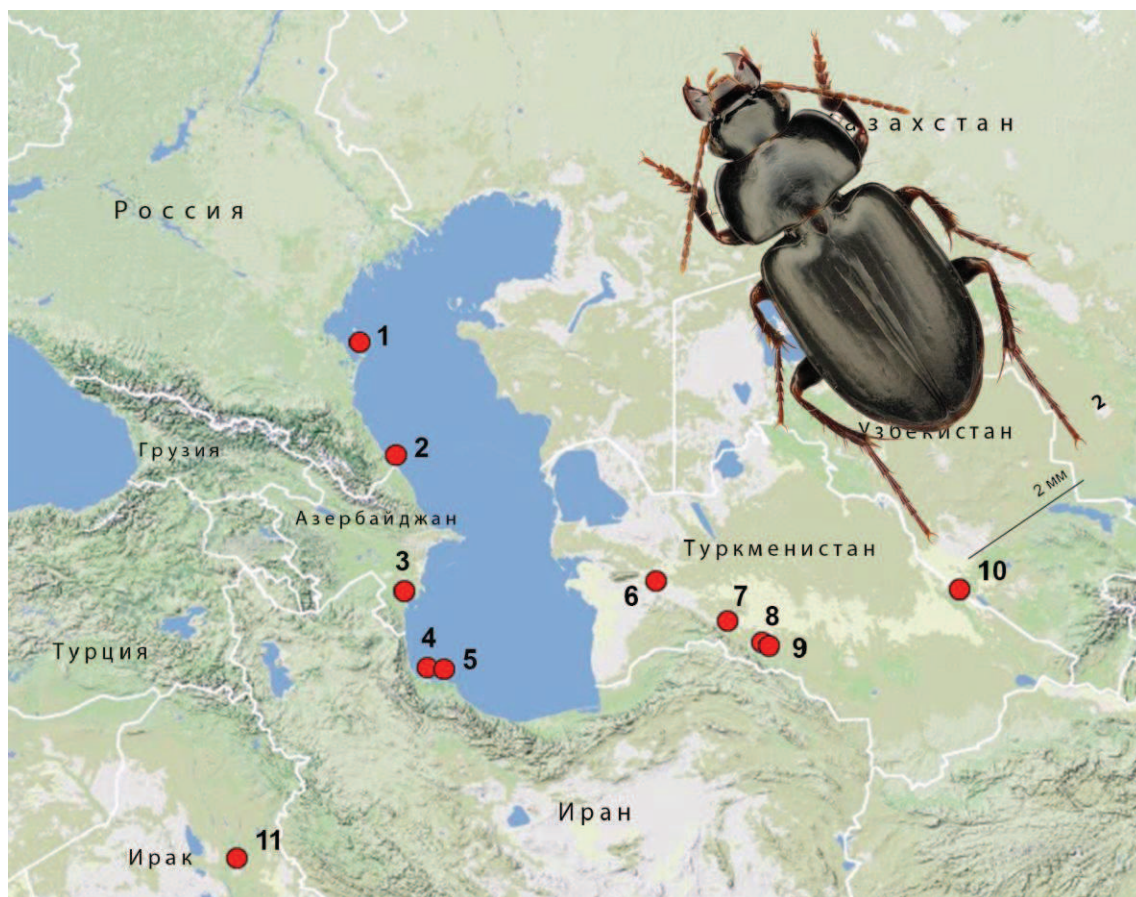 азахстан
Россия
1
2
2
Грузия
Узбекистан
2 мм
Азербайджан
Туркменистан
3
6
10
7
8
9
4
5
Турция
Иран
Ирак
11